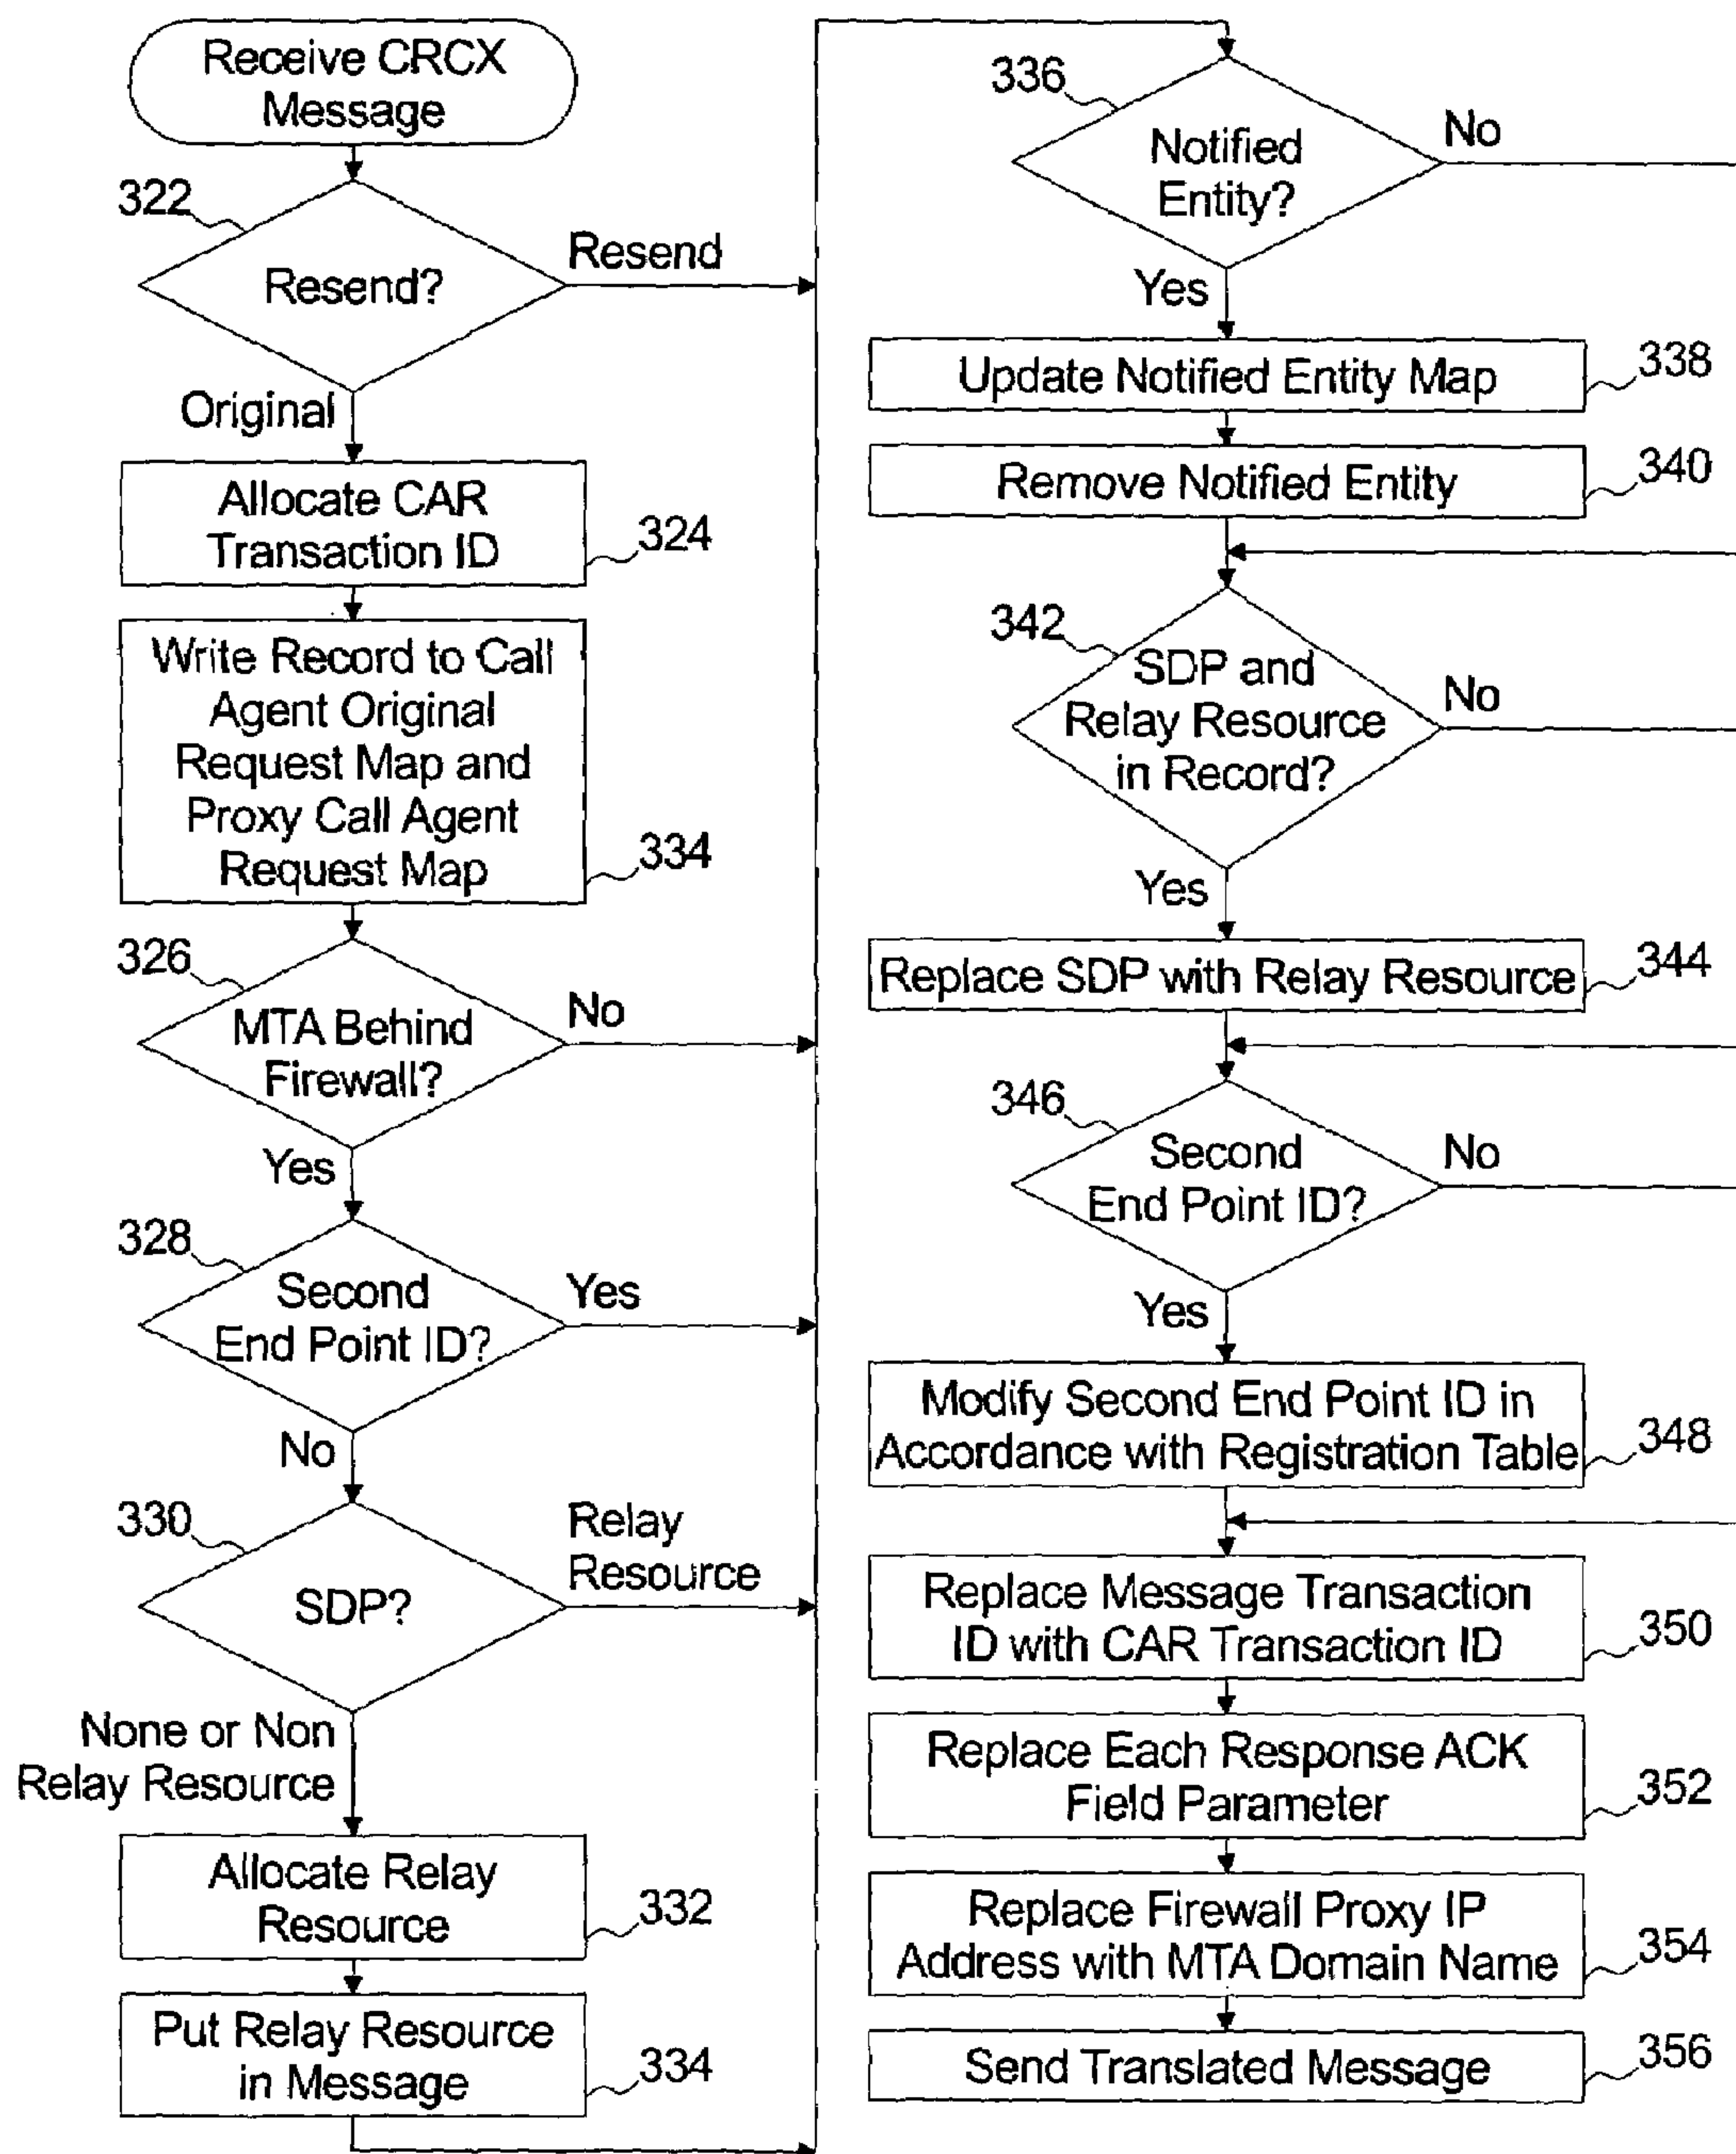 Receive CRCX
Message
322
Resend?
Resend
Original
Allocate CAR
Transaction ID
324
Write Record to Call
Agent Original
Request Map and
Proxy Call Agent
Request Map
334
326
MTA Behind
Firewall?
No
Yes
328
Second
End Point ID?
Yes
No
330
SDP?
Relay
Resource
None or Non
Relay Resource
Allocate Relay
Resource
332
Put Relay Resource
in Message
334
336
Notified
Entity?
No
Yes
Update Notified Entity Map
338
Remove Notified Entity
340
342
SDP and
Relay Resource
in Record?
No
Yes
Replace SDP with Relay Resource
344
346
Second
End Point ID?
No
Yes
Modify Second End Point ID in
Accordance with Registration Table
348
Replace Message Transaction
ID with CAR Transaction ID
350
Replace Each Response ACK
Field Parameter
352
Replace Firewall Proxy IP
Address with MTA Domain Name
354
Send Translated Message
356